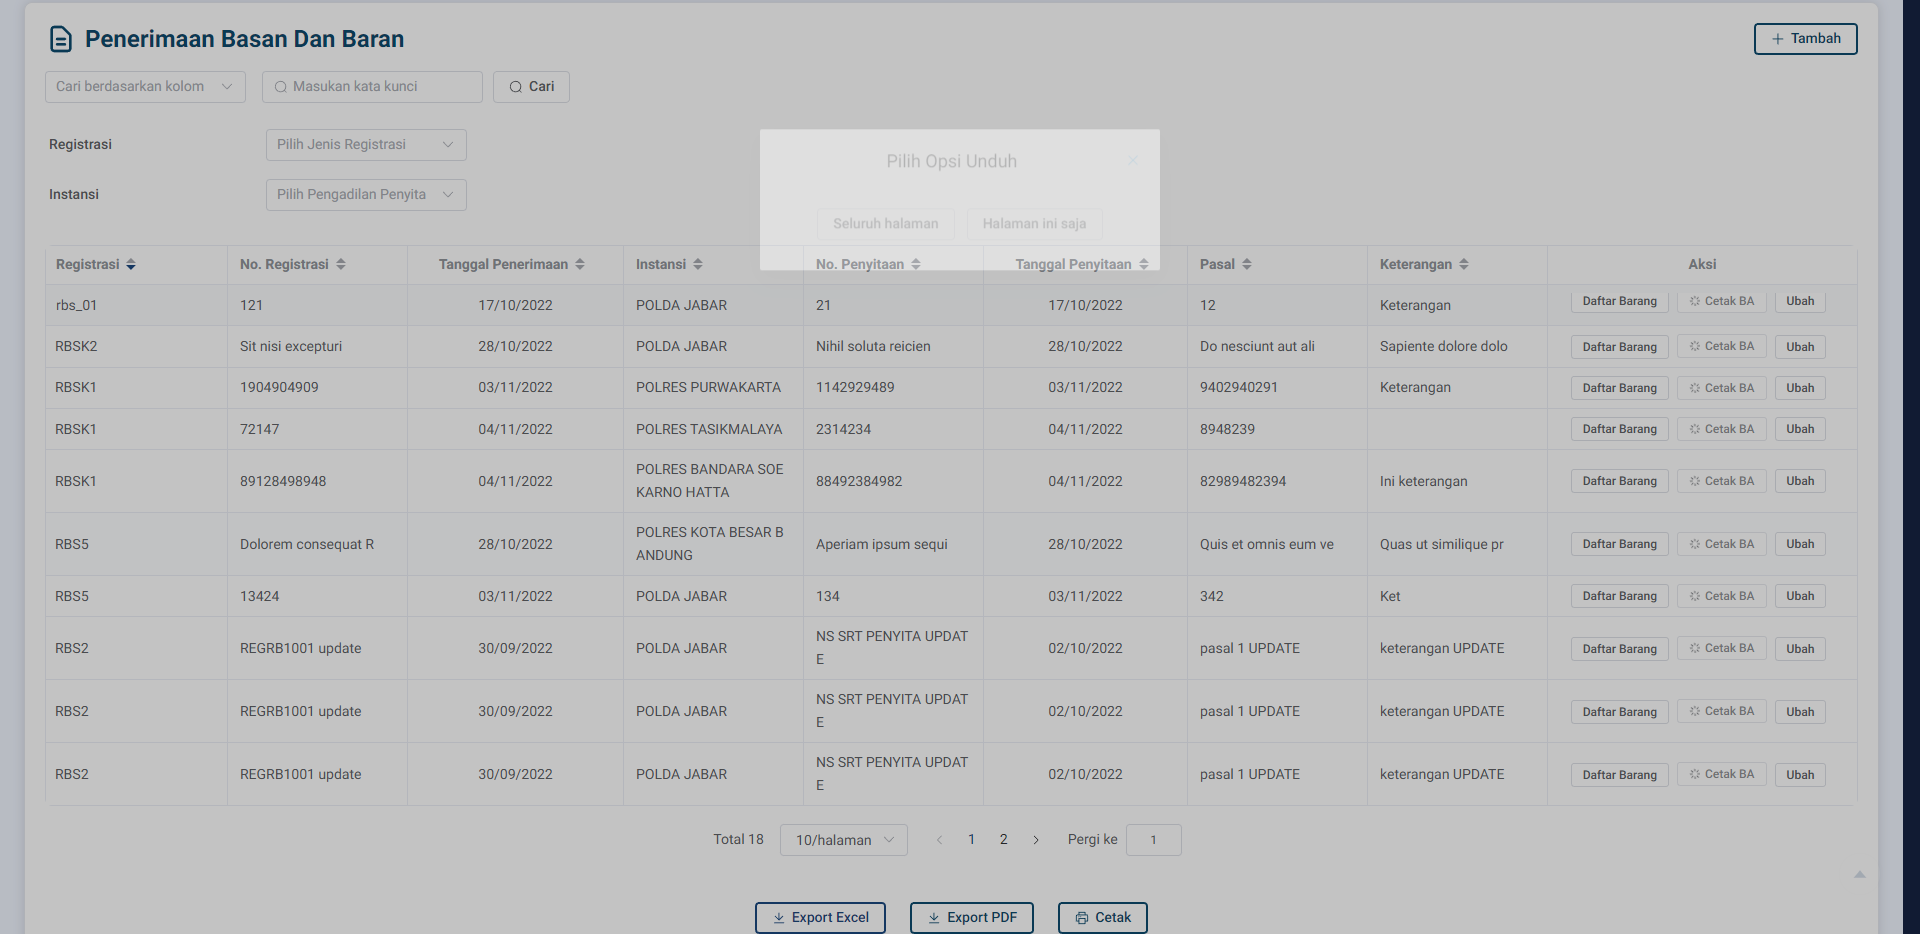 Penerimaan Basan Dan Baran
Tambah
Cari berdasarkan kolom Masukan kata kunci Cari
Registrasi Pilih Jenis Registrasi
Instansi Pilih Pengadilan Penyita
Pilih Opsi Unduh
Seluruh halaman Halaman ini saja
Registrasi No. Registrasi Tanggal Penerimaan Instansi No. Penyitaan Tanggal Penyitaan Pasal Keterangan Aksi
rbs_01 121 17/10/2022 POLDA JABAR 21 17/10/2022 12 Keterangan Daftar Barang Cetak BA Ubah
RBSK2 Sit nisi excepturi 28/10/2022 POLDA JABAR Nihil soluta reicien 28/10/2022 Do nesciunt aut ali Sapiente dolore dolo Daftar Barang Cetak BA Ubah
RBSK1 1904904909 03/11/2022 POLRES PURWAKARTA 1142929489 03/11/2022 9402940291 Keterangan Daftar Barang Cetak BA Ubah
RBSK1 72147 04/11/2022 POLRES TASIKMALAYA 2314234 04/11/2022 8948239 Daftar Barang Cetak BA Ubah
RBSK1 89128498948 04/11/2022 POLRES BANDARA SOE
KARNO HATTA 88492384982 04/11/2022 82989482394 Ini keterangan Daftar Barang Cetak BA Ubah
RBS5 Dolorem consequat R 28/10/2022 POLRES KOTA BESAR B
ANDUNG Aperiam ipsum sequi 28/10/2022 Quis et omnis eum ve Quas ut similique pr Daftar Barang Cetak BA Ubah
RBS5 13424 03/11/2022 POLDA JABAR 134 03/11/2022 342 Ket Daftar Barang Cetak BA Ubah
RBS2 REGRB1001 update 30/09/2022 POLDA JABAR NS SRT PENYITA UPDAT
E 02/10/2022 pasal 1 UPDATE keterangan UPDATE Daftar Barang Cetak BA Ubah
RBS2 REGRB1001 update 30/09/2022 POLDA JABAR NS SRT PENYITA UPDAT
E 02/10/2022 pasal 1 UPDATE keterangan UPDATE Daftar Barang Cetak BA Ubah
RBS2 REGRB1001 update 30/09/2022 POLDA JABAR NS SRT PENYITA UPDAT
E 02/10/2022 pasal 1 UPDATE keterangan UPDATE Daftar Barang Cetak BA Ubah
Total 18 10/halaman 1 2 Pergi ke 1
Export Excel Export PDF Cetak